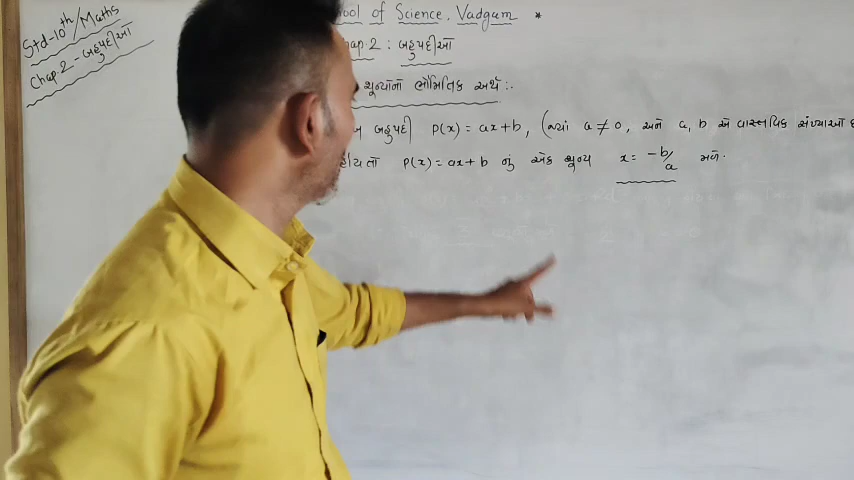 Std-10th/Maths
Chap.2 - બહુપદીઓ
ool of Science, Vadgam *
hap.2 : બહુપદીઓ
શૂન્યોનો ભૌમિતિક અર્થ :.
બહુપદી P(x) = ax+b, (જ્યાં a ≠ 0, અને a, b એ વાસ્તવિક સંખ્યાઓ
હોય તો P(x) = ax+b નું એક શૂન્ય x = -b/a મળે.